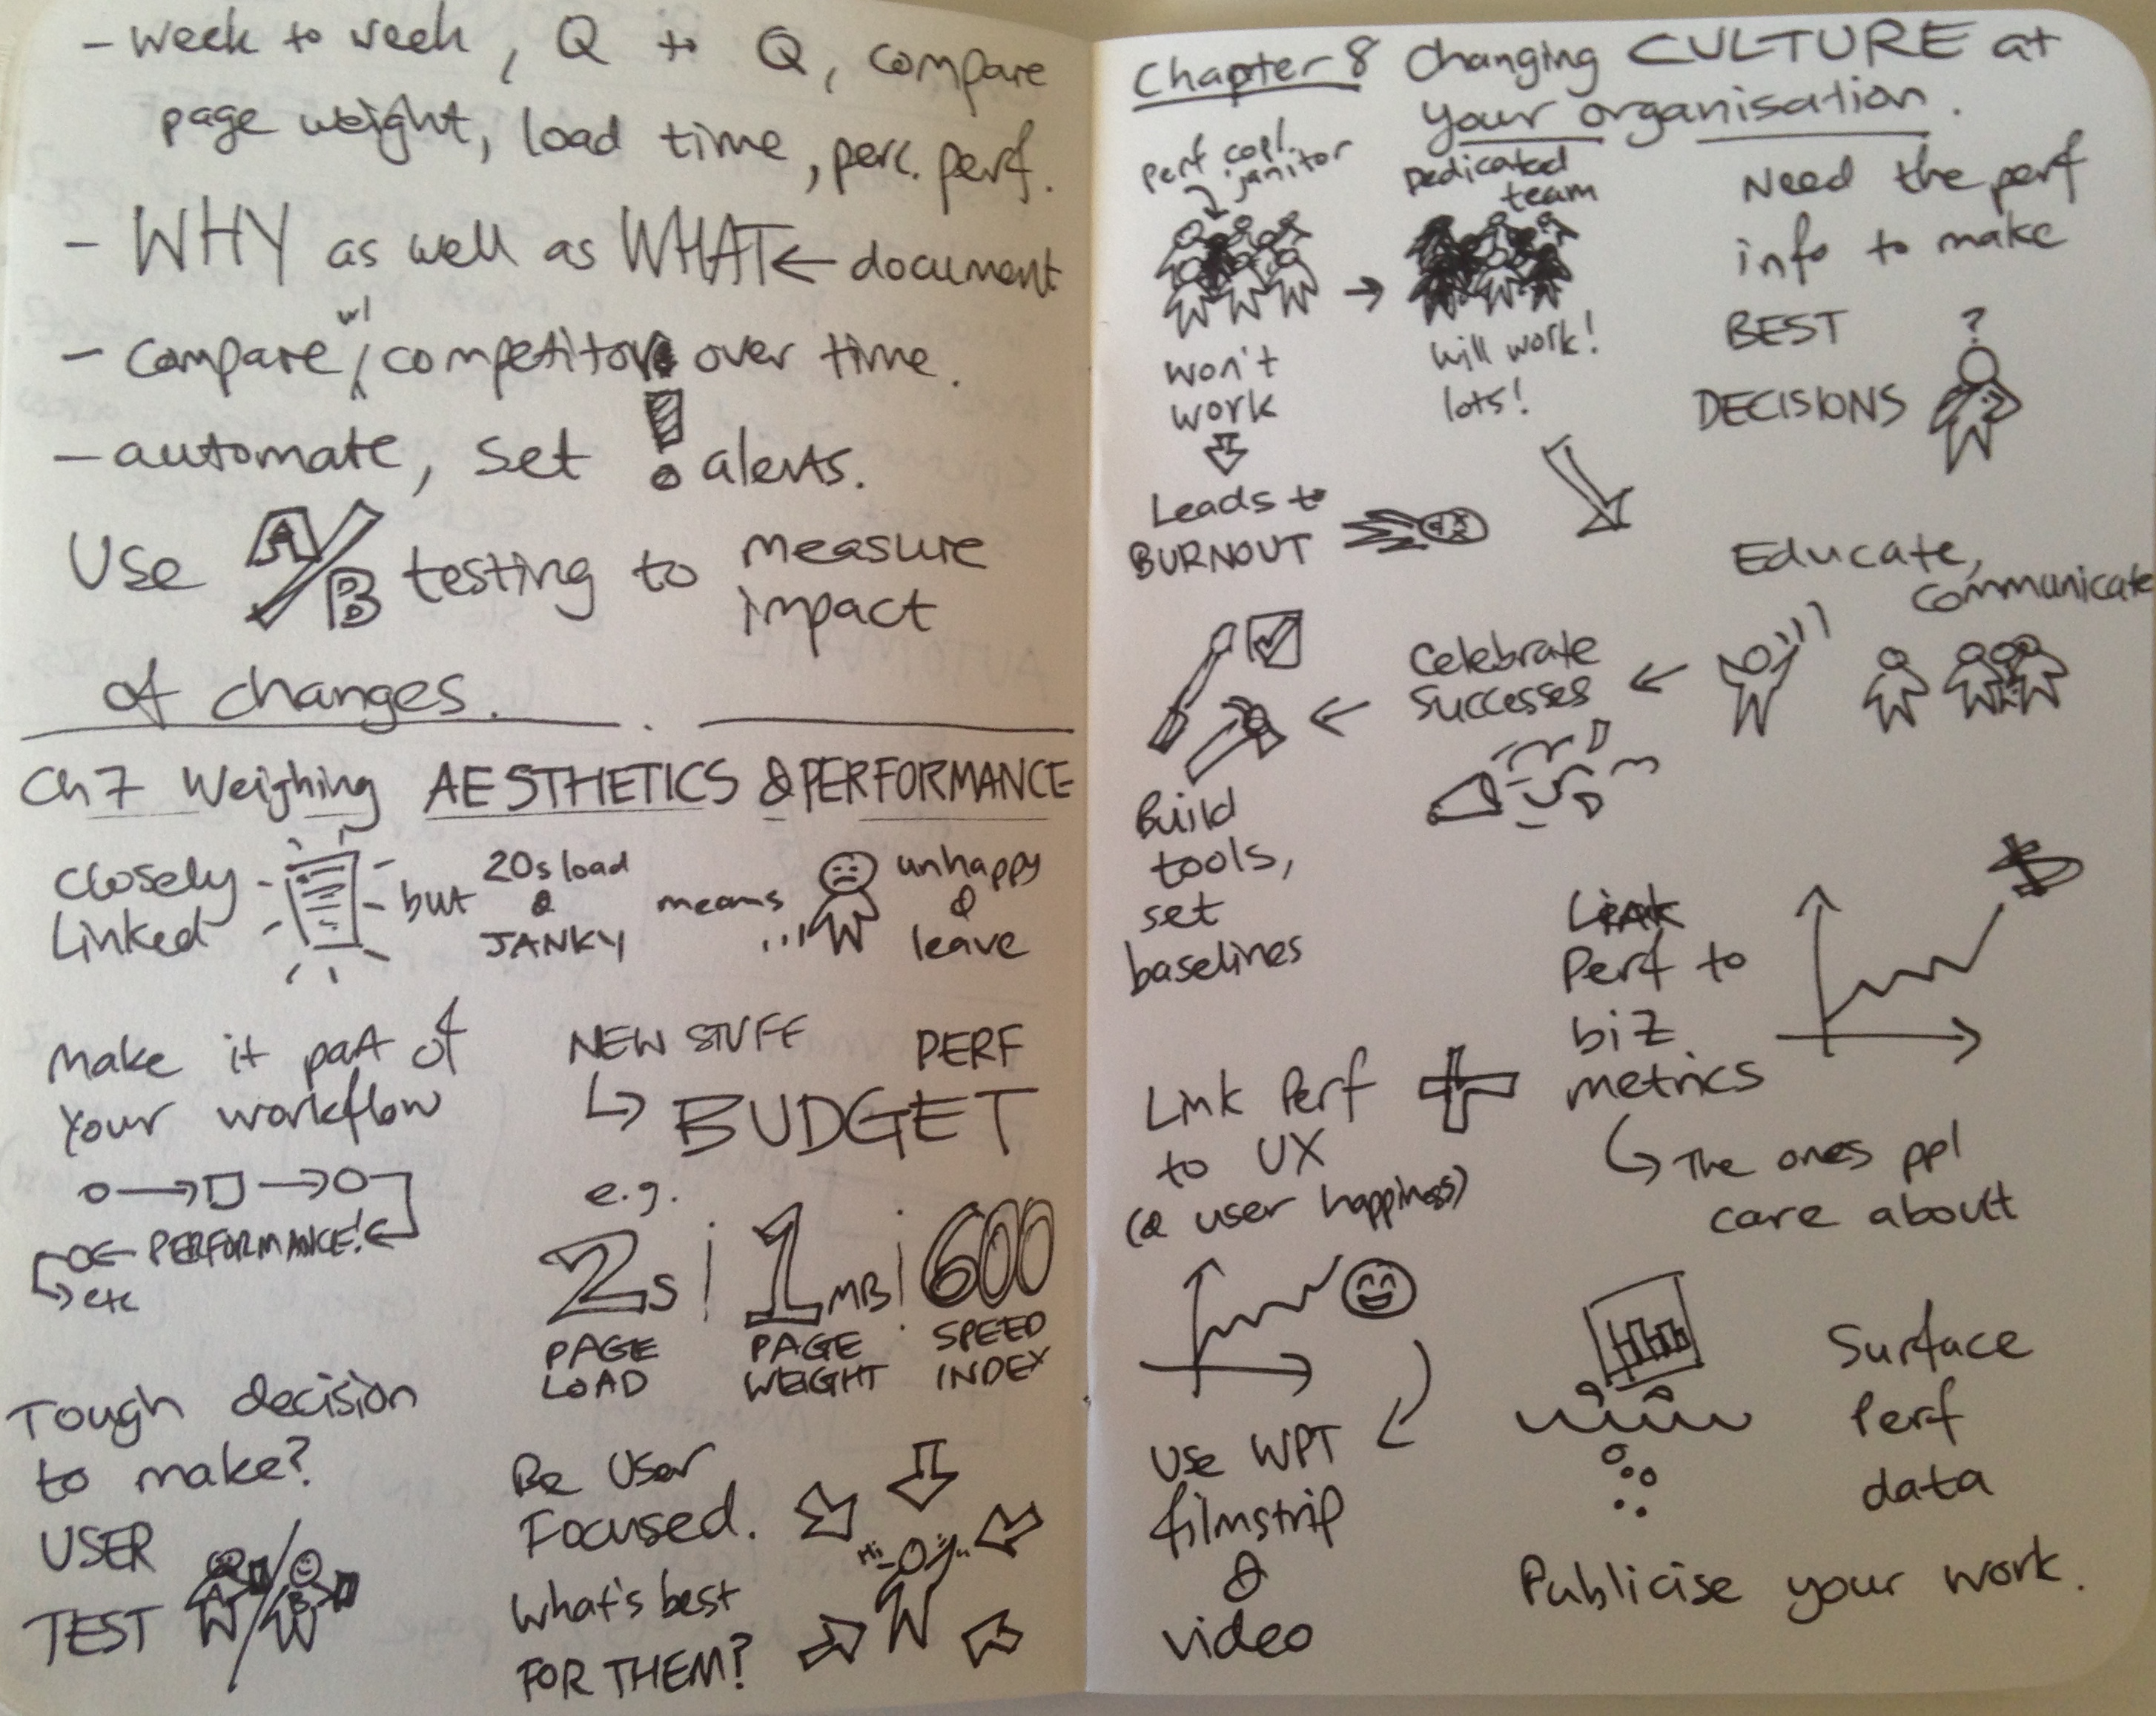 - Week to week, Q to Q, compare
page weight, load time, perc. perf.
- WHY as well as WHAT ← document
- Compare w/ competitors over time.
- automate, set ! alerts.
Use A/B testing to measure
impact
of changes.
Ch 7 Weighing AESTHETICS & PERFORMANCE
Closely
Linked
but
20s load
&
JANKY
means
...
unhappy
&
leave
Make it part of
your workflow
PERFORMANCE!
etc
NEW STUFF
PERF
BUDGET
e.g.
2s | 1MB | 600
PAGE
LOAD
PAGE
WEIGHT
SPEED
INDEX
Tough decision
to make?
USER
TEST
A / B
Be User
Focused.
What's best
FOR THEM?
Hi
Chapter 8 Changing CULTURE at
your organisation.
perf cop/.
janitor
won't
work
Leads to
BURNOUT
Dedicated
team
will work!
lots!
Need the perf
info to make
BEST
DECISIONS
?
Educate,
communicate
Celebrate
Successes
Build
tools,
set
baselines
Link
Perf to
biz
metrics
$
The ones ppl
care about
Link Perf
to UX
(& user happiness)
+
Use WPT
filmstrip
&
video
Surface
Perf
data
Publicise your work.